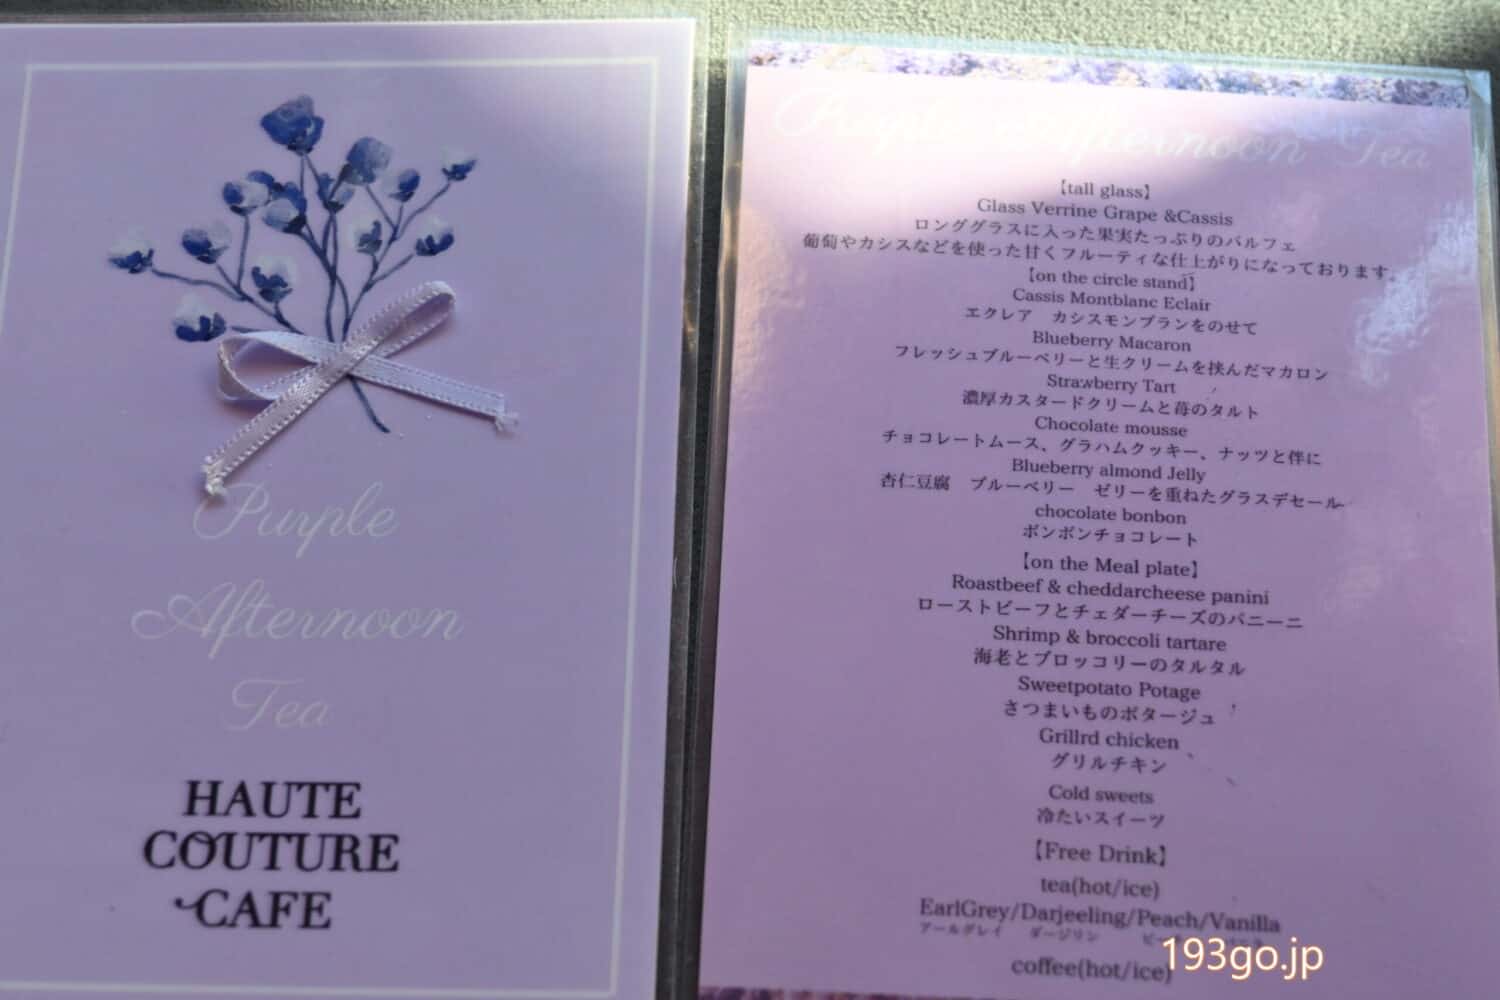 Purple
Afternoon
Tea
HAUTE
COUTURE
CAFE
Purple Afternoon Tea
【tall glass】
Glass Verrine Grape &Cassis
ロンググラスに入った果実たっぷりのパルフェ
葡萄やカシスなどを使った甘くフルーティな仕上がりになっております。
【on the circle stand】
Cassis Montblanc Eclair
エクレア　カシスモンブランをのせて
Blueberry Macaron
フレッシュブルーベリーと生クリームを挟んだマカロン
Strawberry Tart
濃厚カスタードクリームと苺のタルト
Chocolate mousse
チョコレートムース、グラハムクッキー、ナッツと伴に
Blueberry almond Jelly
杏仁豆腐　ブルーベリー　ゼリーを重ねたグラスデセール
chocolate bonbon
ボンボンチョコレート
【on the Meal plate】
Roastbeef & cheddarcheese panini
ローストビーフとチェダーチーズのパニーニ
Shrimp & broccoli tartare
海老とブロッコリーのタルタル
Sweetpotato Potage
さつまいものポタージュ
Grillrd chicken
グリルチキン
Cold sweets
冷たいスイーツ
【Free Drink】
tea(hot/ice)
EarlGrey/Darjeeling/Peach/Vanilla
アールグレイ　ダージリン
coffee(hot/ice)
193go.jp